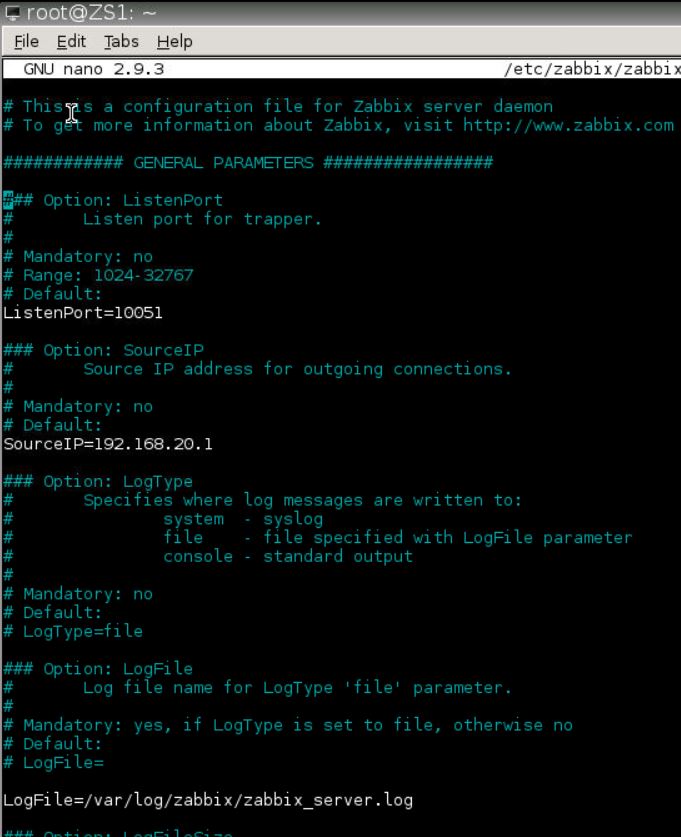 root@ZS1: ~
File Edit Tabs Help
GNU nano 2.9.3 /etc/zabbix/zabbix
# This is a configuration file for Zabbix server daemon
# To get more information about Zabbix, visit http://www.zabbix.com
############ GENERAL PARAMETERS #################
### Option: ListenPort
#       Listen port for trapper.
#
# Mandatory: no
# Range: 1024-32767
# Default:
ListenPort=10051
### Option: SourceIP
#       Source IP address for outgoing connections.
#
# Mandatory: no
# Default:
SourceIP=192.168.20.1
### Option: LogType
#       Specifies where log messages are written to:
#               system  - syslog
#               file    - file specified with LogFile parameter
#               console - standard output
#
# Mandatory: no
# Default:
# LogType=file
### Option: LogFile
#       Log file name for LogType 'file' parameter.
#
# Mandatory: yes, if LogType is set to file, otherwise no
# Default:
# LogFile=
LogFile=/var/log/zabbix/zabbix_server.log
### Option: LogFileSize